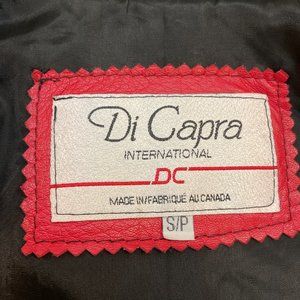 Di Capra
INTERNATIONAL
DC
MADE IN/FABRIQUÉ AU CANADA
S/P